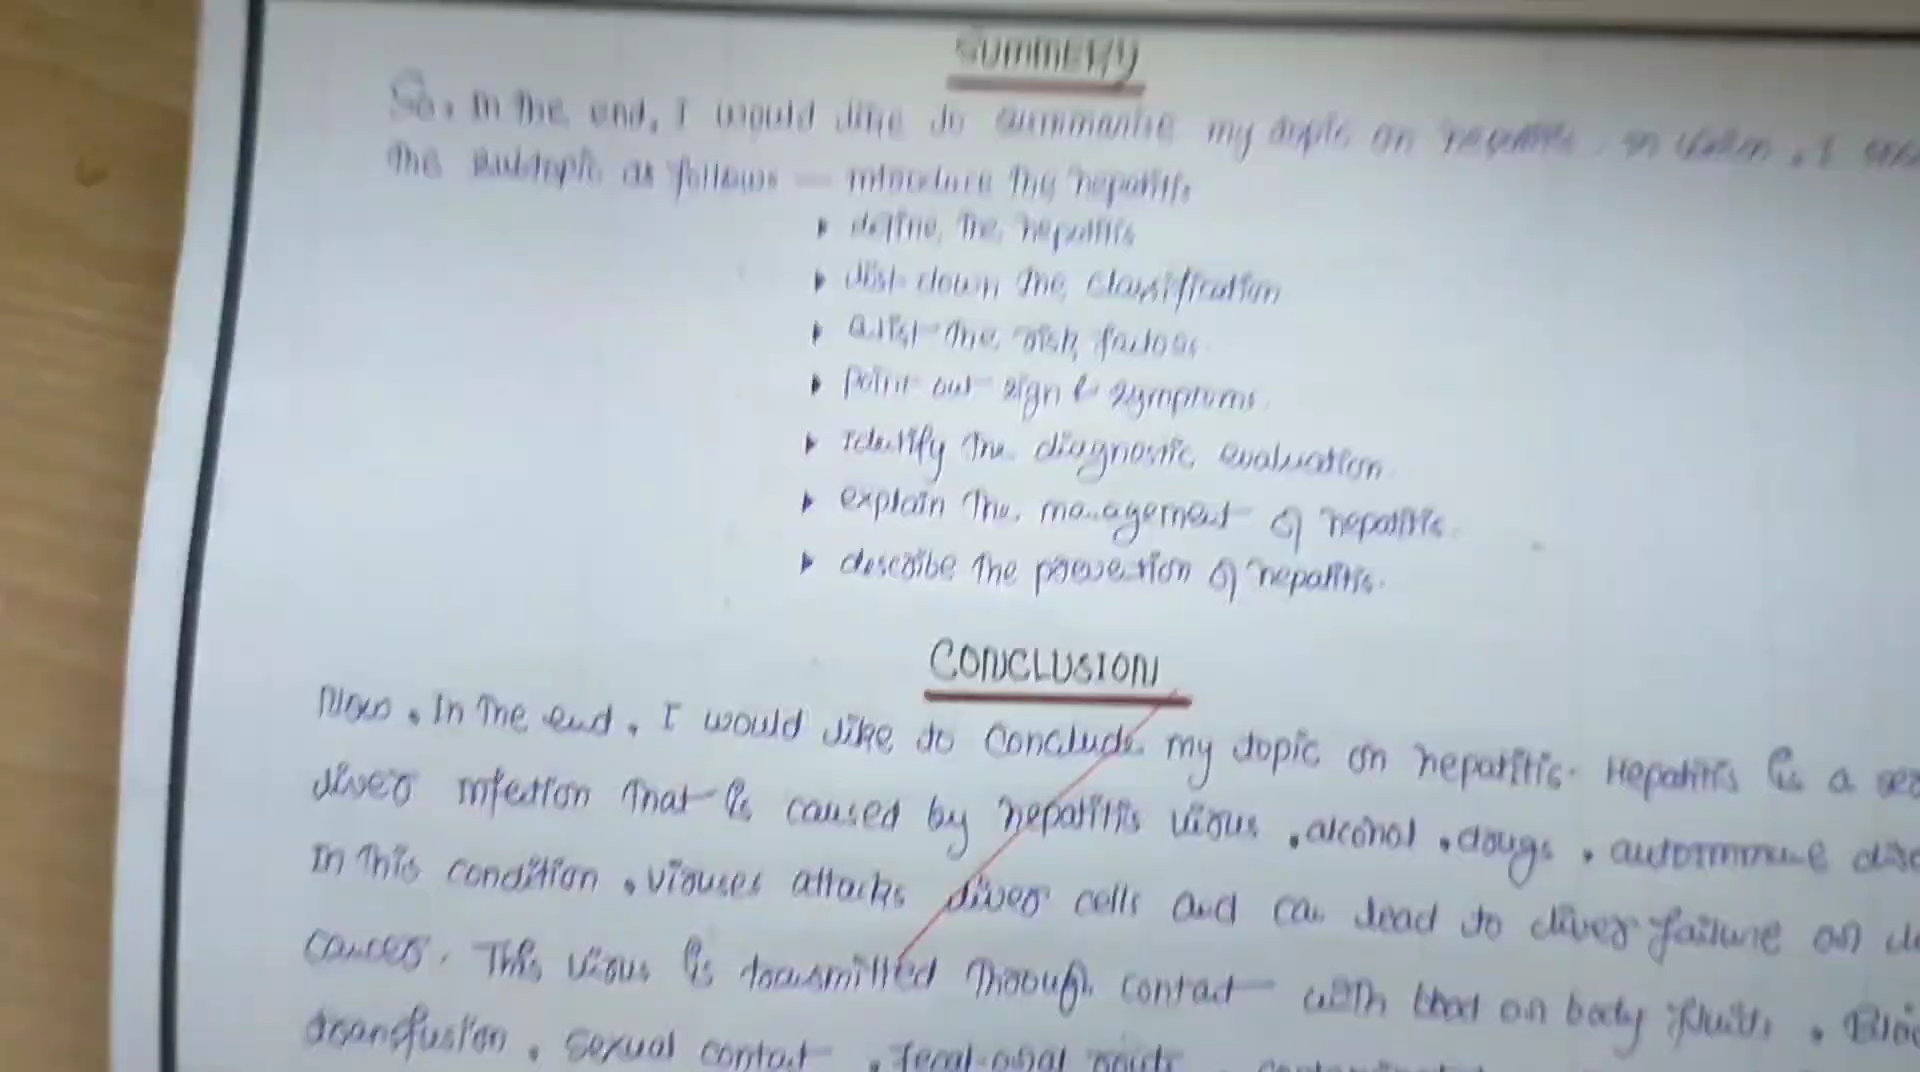 SUMMERY
So, in the end, I would like to summarise my topic on hepatitis. In
the subtopic as follows — introduce the hepatitis
▸ define the hepatitis
▸ list down the classification
▸ alist the risk factors
▸ point out sign & symptoms.
▸ identify the diagnostic evaluation.
▸ explain the management of hepatitis.
▸ describe the prevention of hepatitis.
CONCLUSION
Now, In the end, I would like to conclude my topic on hepatitis. Hepatitis is a
liver infection that is caused by hepatitis virus, alcohol, drugs, autoimmune
In this condition, viruses attacks liver cells and can lead to liver failure or
cancer. This virus is transmitted through contact with blood or body fluids,
transfusion, sexual contact, fecal-oral route,